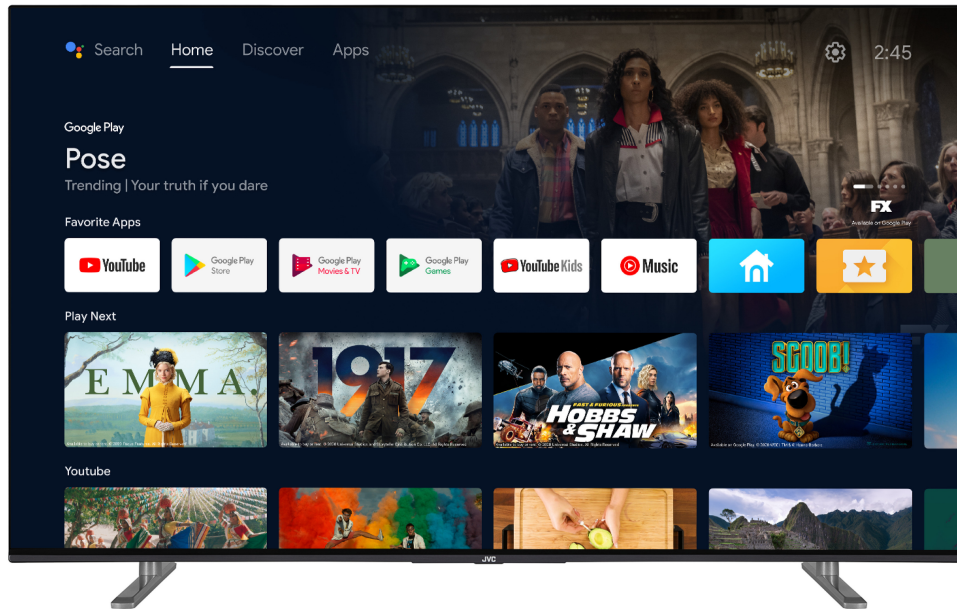 Search Home Discover Apps 2:45
Google Play
Pose
Trending | Your truth if you dare
FX
Available on Google Play
Favorite Apps
YouTube
Google Play
Store
Google Play
Movies & TV
Google Play
Games
YouTube Kids
Music
Play Next
EMMA.
1917
FAST & FURIOUS
HOBBS
& SHAW
SCOOB!
Youtube
JVC